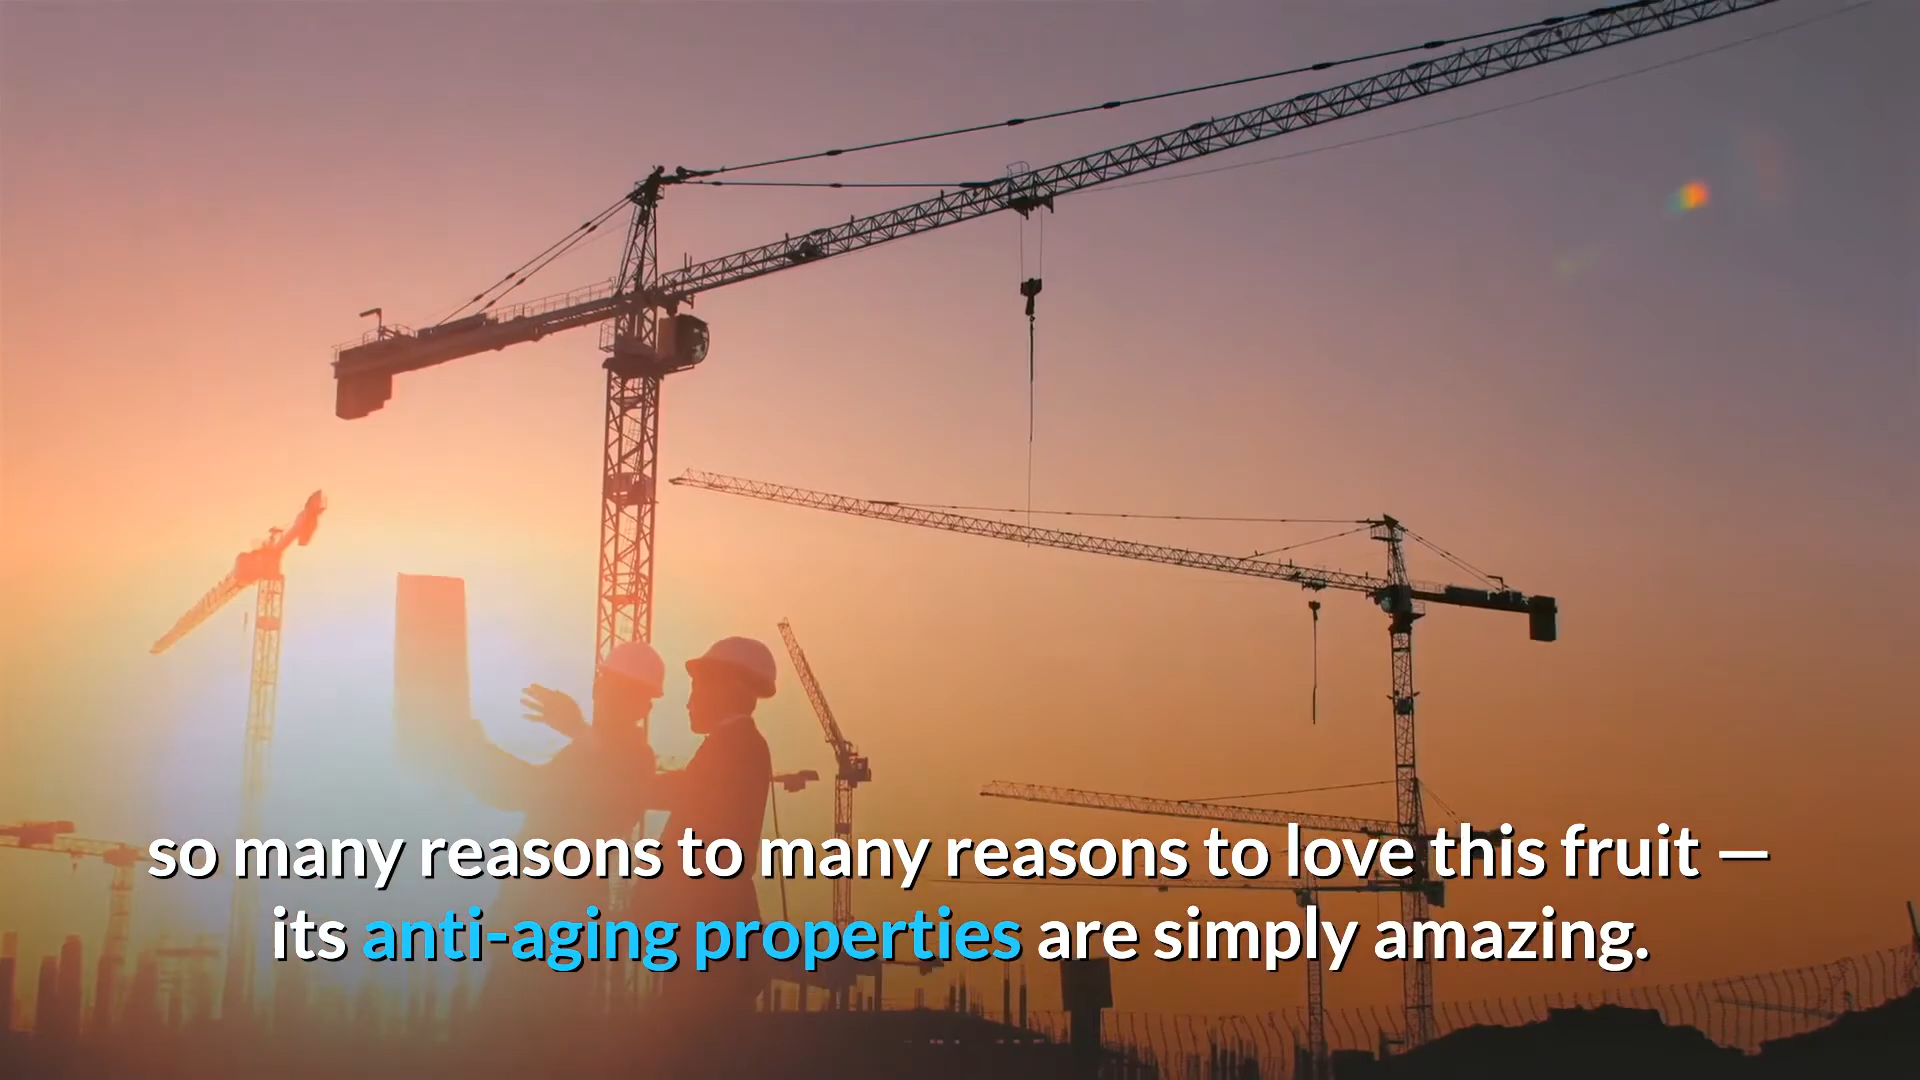 so many reasons to many reasons to love this fruit —
its anti-aging properties are simply amazing.